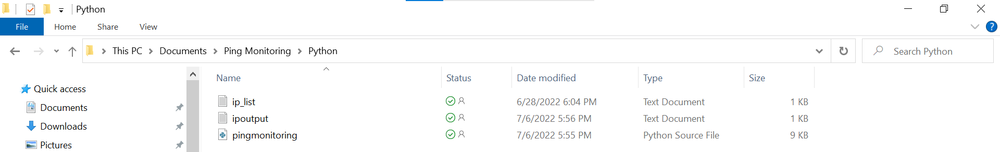 Python
File Home Share View
This PC Documents Ping Monitoring Python Search Python
Name Status Date modified Type Size
Quick access
ip_list 6/28/2022 6:04 PM Text Document 1 KB
Documents
ipoutput 7/6/2022 5:56 PM Text Document 1 KB
Downloads
pingmonitoring 7/6/2022 5:55 PM Python Source File 9 KB
Pictures